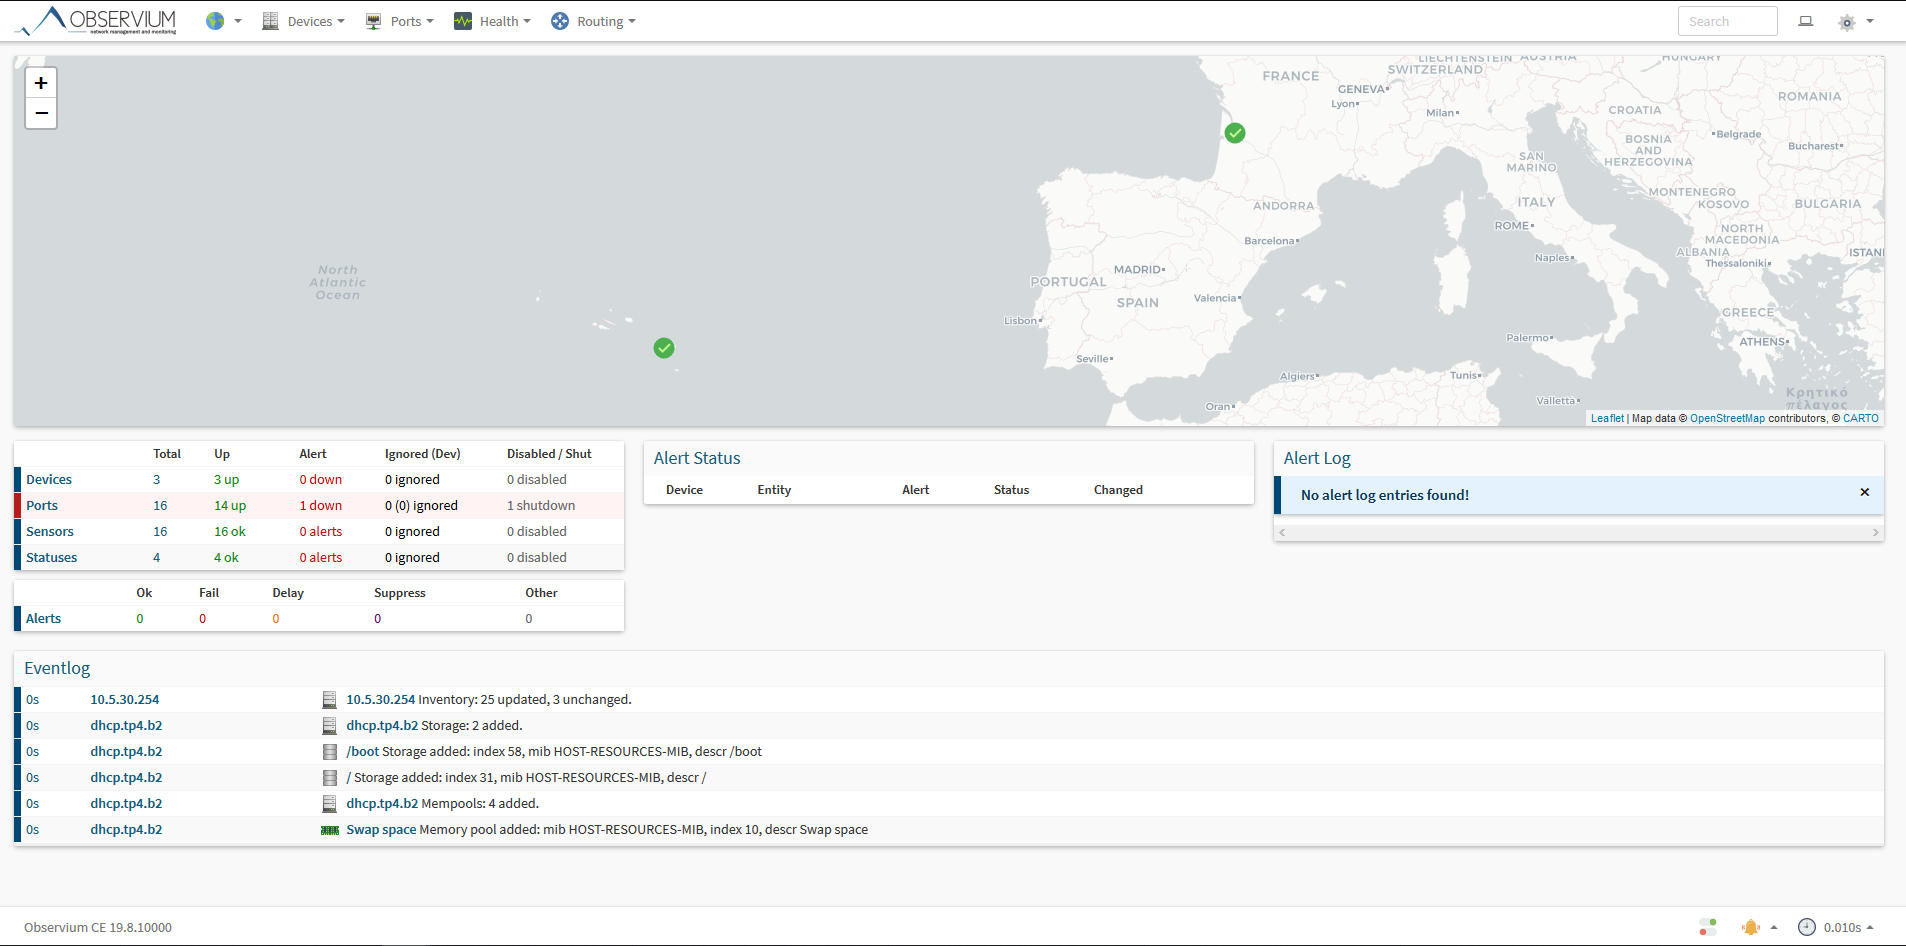 OBSERVIUM
network management and monitoring
Devices
Ports
Health
Routing
Search
+
−
LIECHTENSTEIN
AUSTRIA
HUNGARY
FRANCE
SWITZERLAND
GENEVA
Lyon
Milan
ROMANIA
CROATIA
Belgrade
BOSNIA
AND
HERZEGOVINA
Bucharest
SAN
MARINO
MONTENEGRO
KOSOVO
BULGARIA
ANDORRA
ITALY
ROME
Barcelona
NORTH
MACEDONIA
ALBANIA
ISTAN
Naples
Thessaloniki
MADRID
North
Atlantic
Ocean
PORTUGAL
SPAIN
Valencia
Lisbon
GREECE
Palermo
ATHENS
Seville
Algiers
Tunis
Κρητικό
πέλαγος
Valletta
Oran
Leaflet | Map data © OpenStreetMap contributors, © CARTO
Total Up Alert Ignored (Dev) Disabled / Shut
Devices 3 3 up 0 down 0 ignored 0 disabled
Ports 16 14 up 1 down 0 (0) ignored 1 shutdown
Sensors 16 16 ok 0 alerts 0 ignored 0 disabled
Statuses 4 4 ok 0 alerts 0 ignored 0 disabled
Ok Fail Delay Suppress Other
Alerts 0 0 0 0 0
Alert Status
Device Entity Alert Status Changed
Alert Log
No alert log entries found! ×
Eventlog
0s 10.5.30.254 10.5.30.254 Inventory: 25 updated, 3 unchanged.
0s dhcp.tp4.b2 dhcp.tp4.b2 Storage: 2 added.
0s dhcp.tp4.b2 /boot Storage added: index 58, mib HOST-RESOURCES-MIB, descr /boot
0s dhcp.tp4.b2 / Storage added: index 31, mib HOST-RESOURCES-MIB, descr /
0s dhcp.tp4.b2 dhcp.tp4.b2 Mempools: 4 added.
0s dhcp.tp4.b2 Swap space Memory pool added: mib HOST-RESOURCES-MIB, index 10, descr Swap space
Observium CE 19.8.10000
0.010s